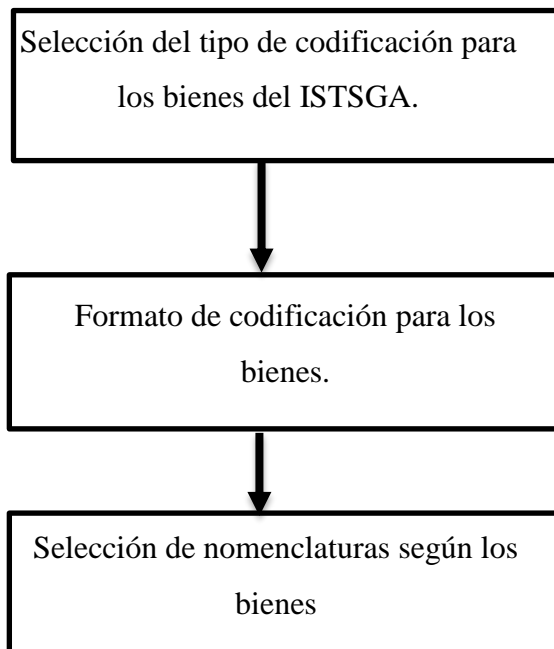 Selección del tipo de codificación para
los bienes del ISTSGA.
Formato de codificación para los
bienes.
Selección de nomenclaturas según los
bienes